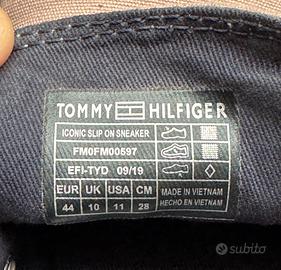 TOMMY HILFIGER
ICONIC SLIP ON SNEAKER
FM0FM00597
EFI-TYD 09/19
EUR UK USA CM
44 10 11 28
MADE IN VIETNAM
HECHO EN VIETNAM
subito